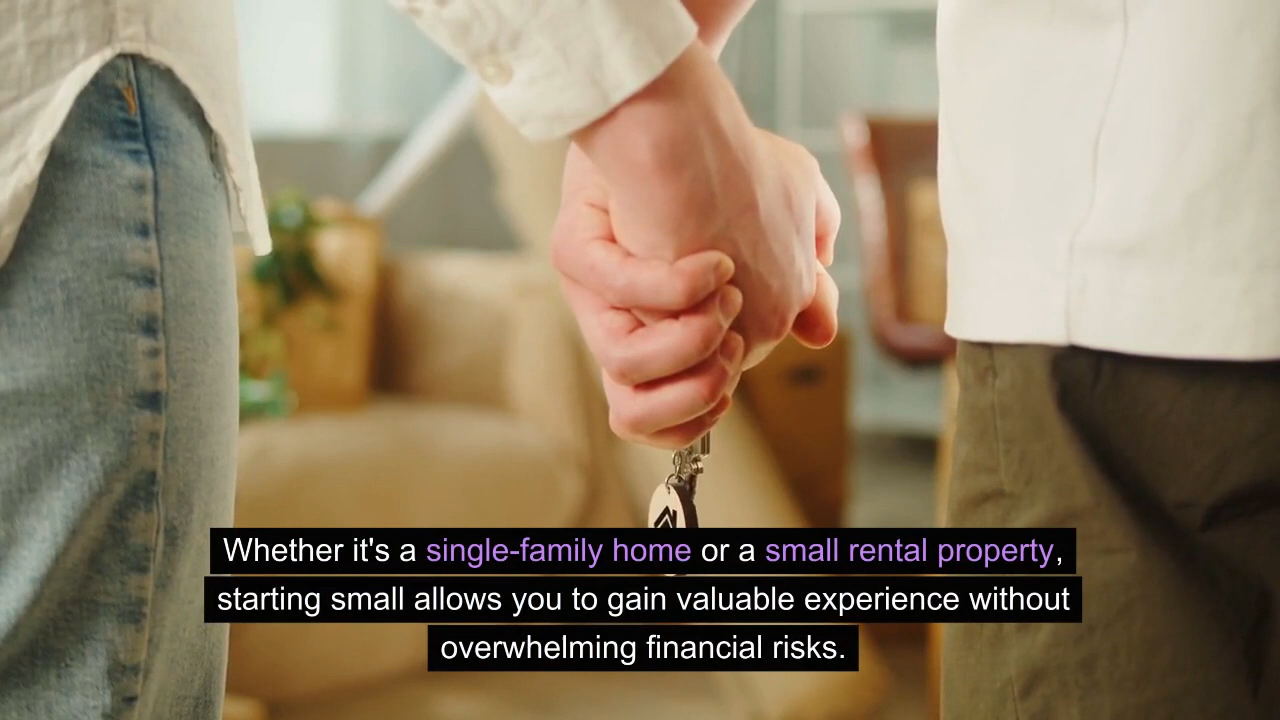 Whether it's a single-family home or a small rental property,
starting small allows you to gain valuable experience without
overwhelming financial risks.